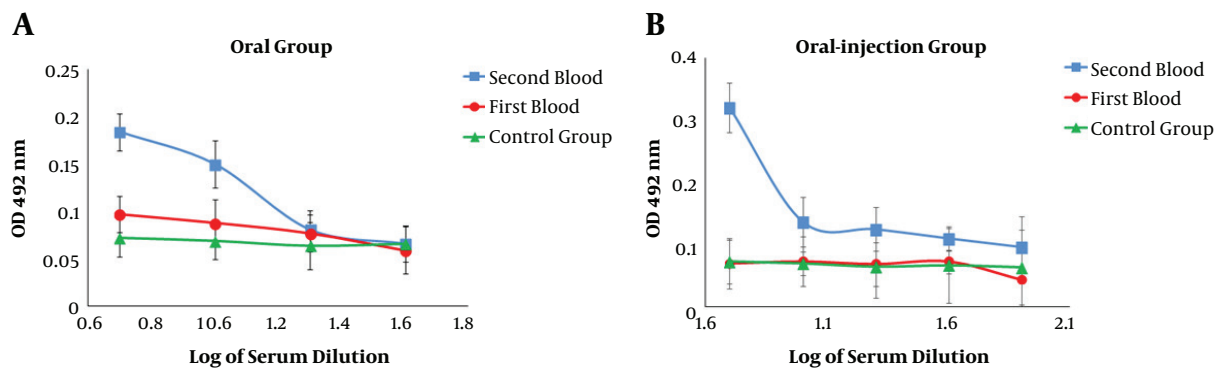 A
Oral Group
0.25
0.2
0.15
0.1
0.05
0
0.6 0.8 10.6 1.2 1.4 1.6 1.8
OD 492 nm
Log of Serum Dilution
Second Blood
First Blood
Control Group
B
Oral-injection Group
0.4
0.3
0.2
0.1
0
1.6 1.1 1.6 2.1
OD 492 nm
Log of Serum Dilution
Second Blood
First Blood
Control Group